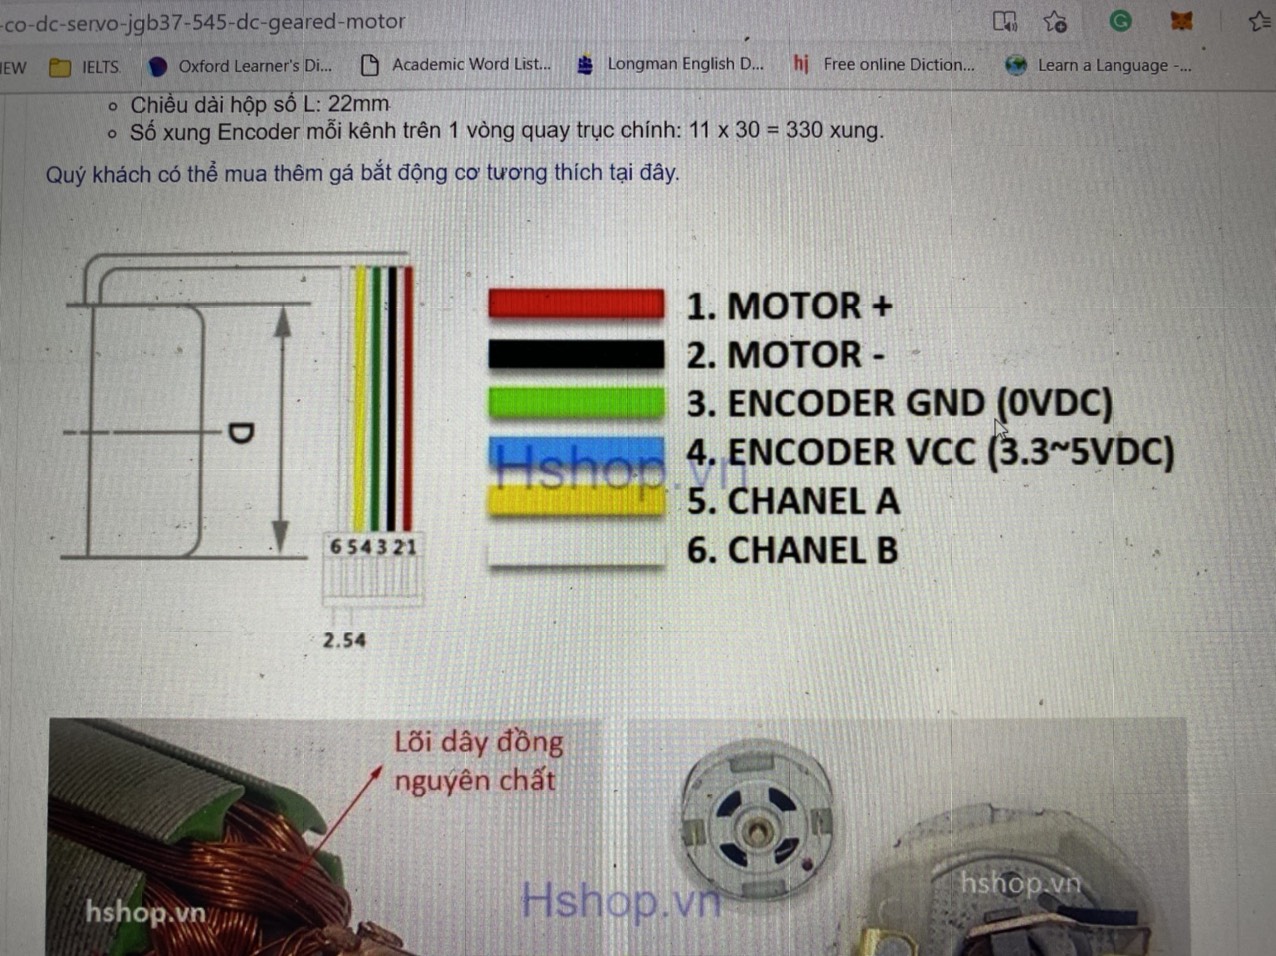 -co-dc-servo-jgb37-545-dc-geared-motor
IEW IELTS Oxford Learner's Di... Academic Word List... Longman English D... hj Free online Diction... Learn a Language -...
Chiều dài hộp số L: 22mm
Số xung Encoder mỗi kênh trên 1 vòng quay trục chính: 11 x 30 = 330 xung.
Quý khách có thể mua thêm gá bắt động cơ tương thích tại đây.
1. MOTOR +
2. MOTOR -
3. ENCODER GND (0VDC)
4. ENCODER VCC (3.3~5VDC)
Hshop.vn
5. CHANEL A
6. CHANEL B
D
6 5 4 3 2 1
2.54
Lõi dây đồng
nguyên chất
hshop.vn
Hshop.vn
hshop.vn